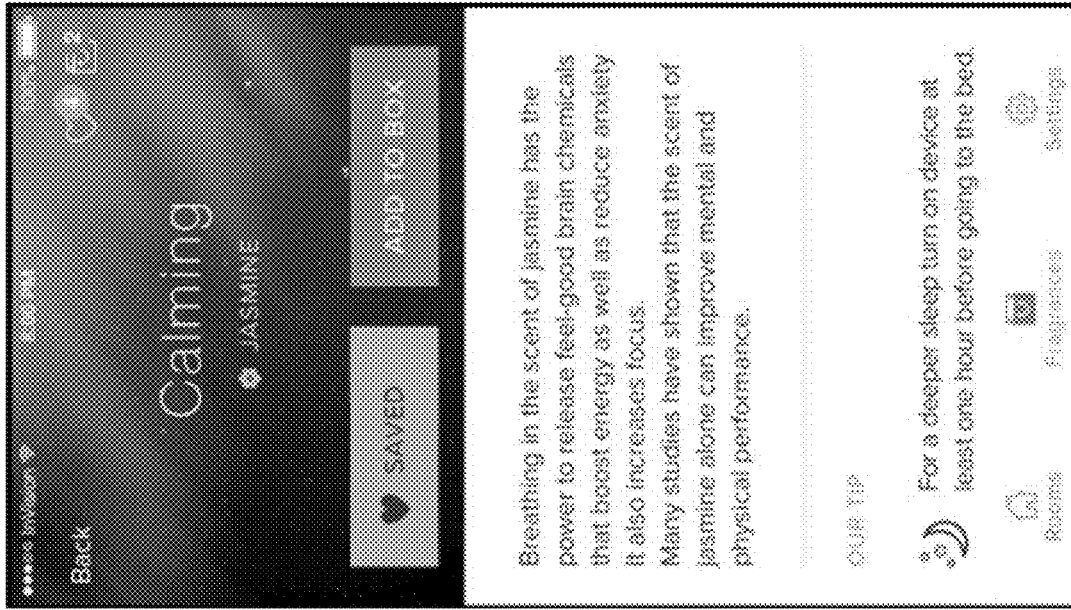 InVision
Back
Calming
JASMINE
SAVED
ADD TO BOX
Breathing in the scent of jasmine has the
power to release feel-good brain chemicals
that boost energy as well as reduce anxiety
It also increases focus.
Many studies have shown that the scent of
jasmine alone can improve mental and
physical performance.
OUR TIP
For a deeper sleep turn on device at
least one hour before going to the bed.
Rooms
Fragrances
Settings